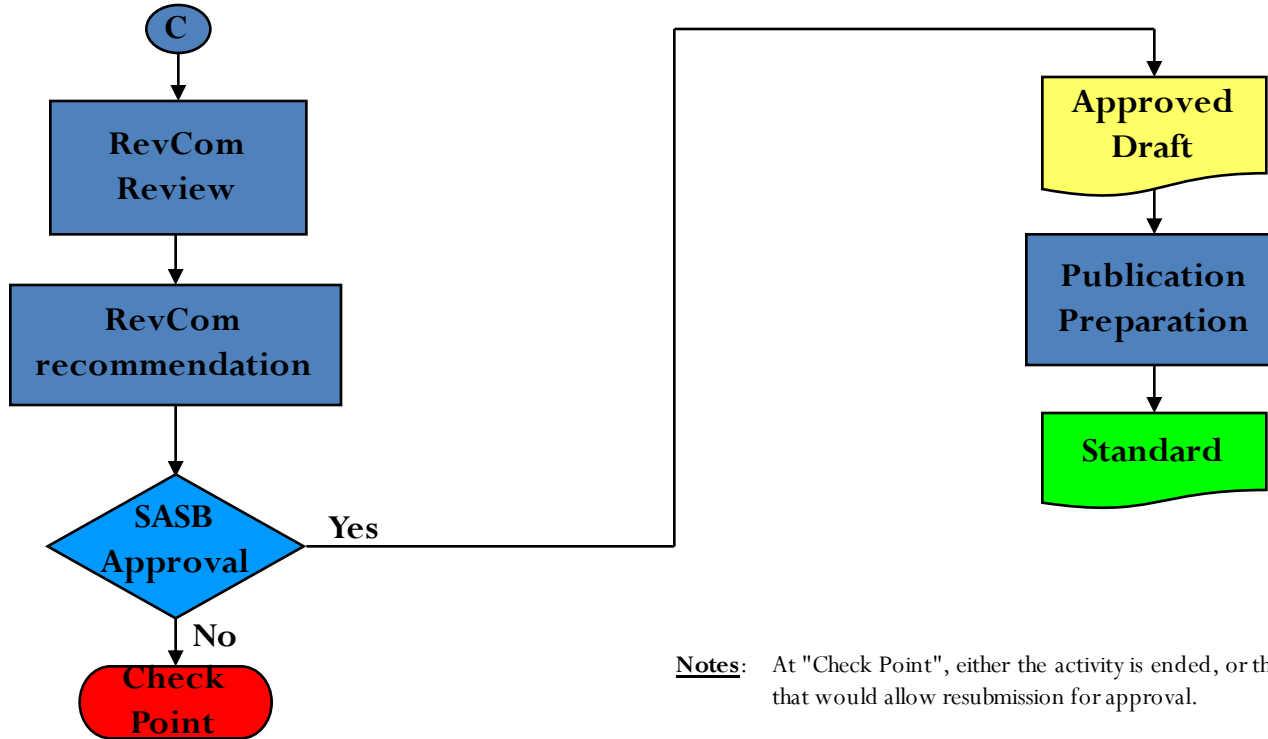 C
RevCom
Review
RevCom
recommendation
SASB
Approval
Yes
No
Check
Point
Approved
Draft
Publication
Preparation
Standard
Notes: At "Check Point", either the activity is ended, or
that would allow resubmission for approval.